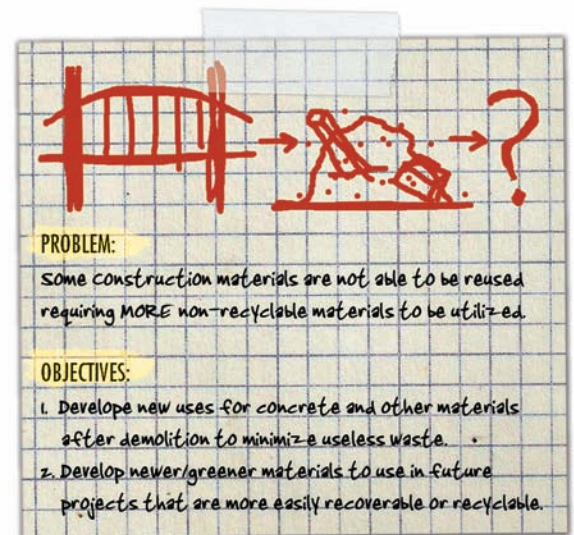 ?
PROBLEM:
Some construction materials are not able to be reused
requiring MORE non-recyclable materials to be utilized.
OBJECTIVES:
1. Develope new uses for concrete and other materials
after demolition to minimize useless waste.
2. Develop newer/greener materials to use in future
projects that are more easily recoverable or recyclable.